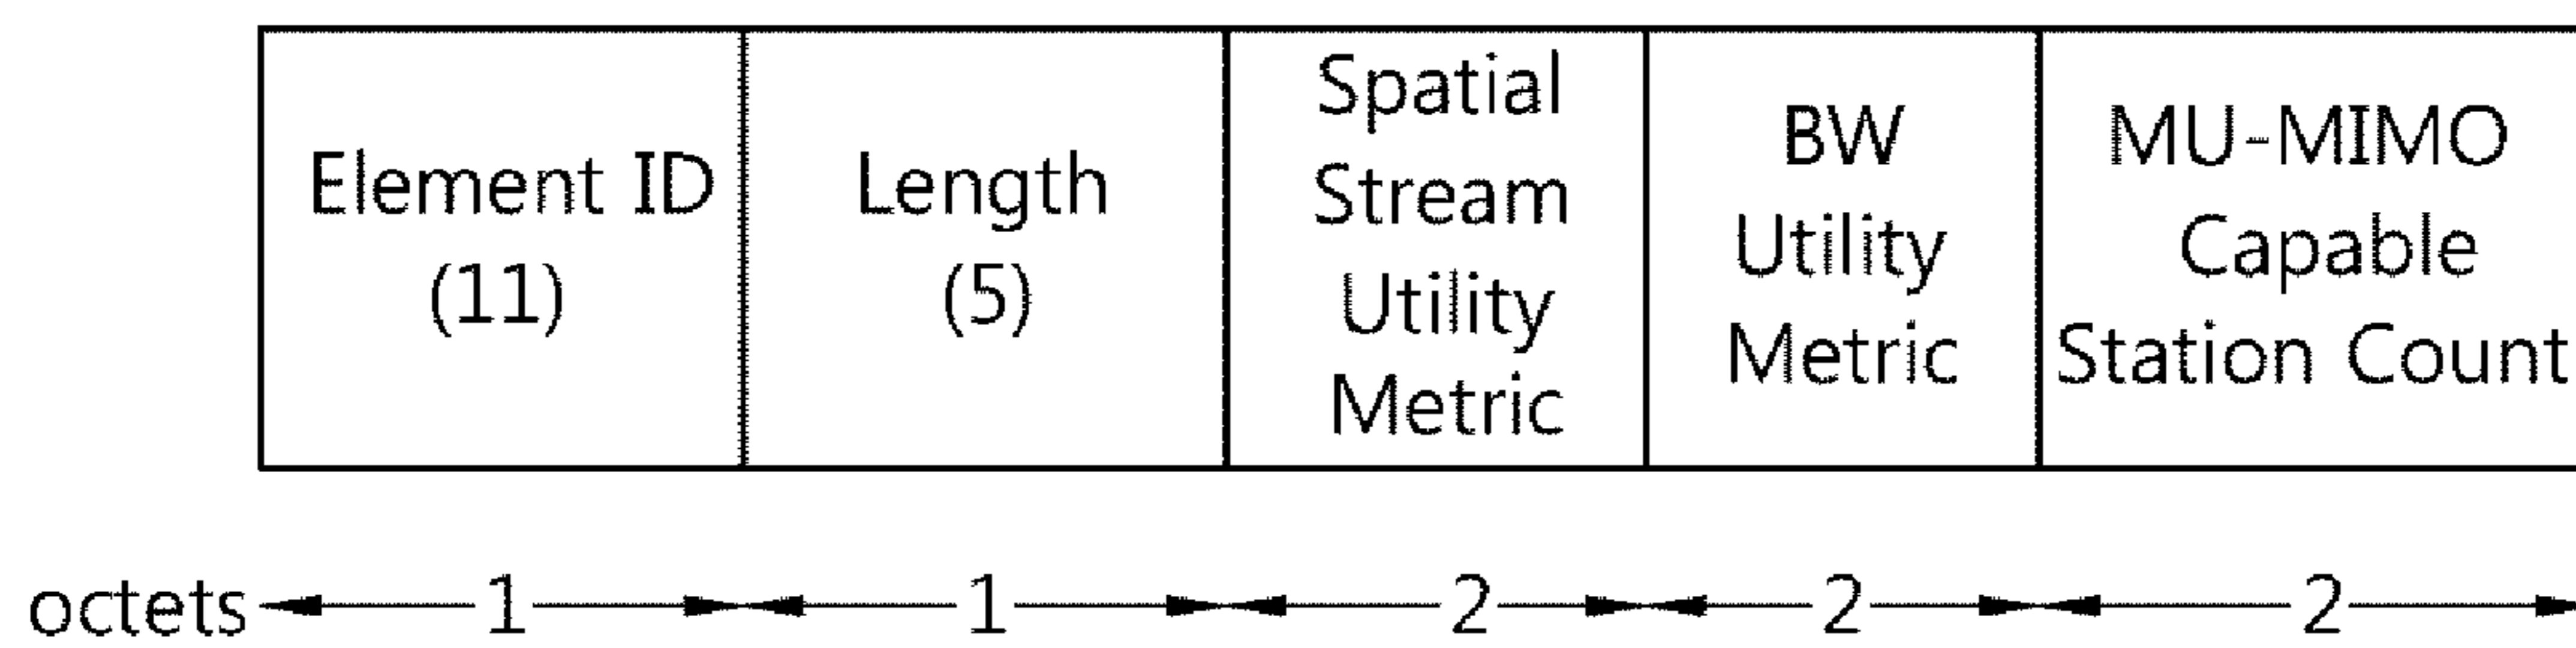 Element ID
(11)
Length
(5)
Spatial
Stream
Utility
Metric
BW
Utility
Metric
MU-MIMO
Capable
Station Count
octets 1 1 2 2 2